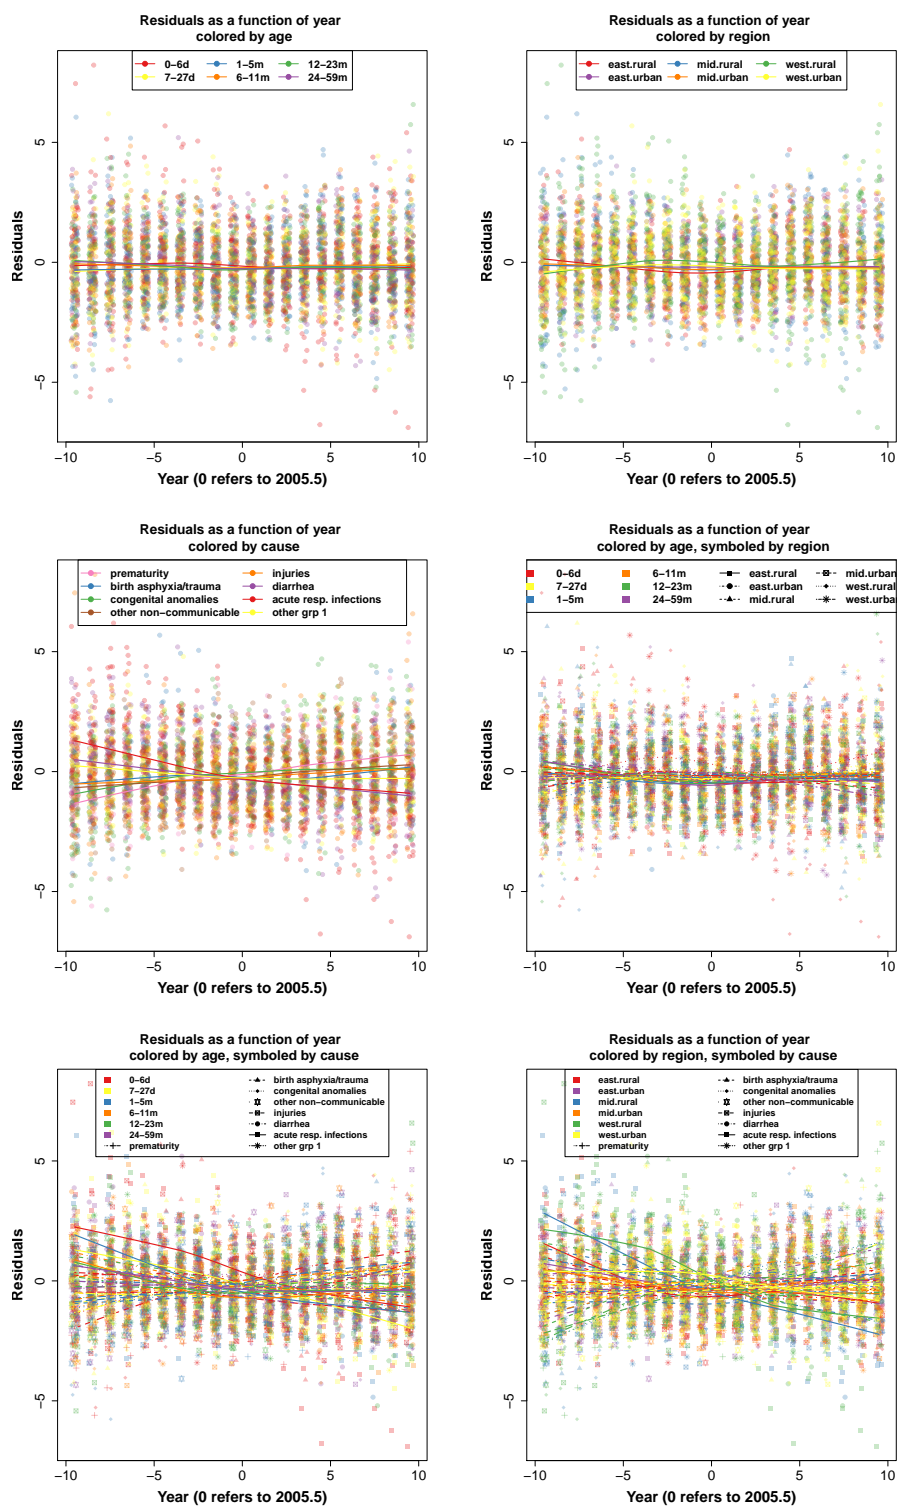 Residuals as a function of year
colored by age
0−6d 1−5m 12−23m
7−27d 6−11m 24−59m
5
0
−5
Residuals
−10 −5 0 5 10
Year (0 refers to 2005.5)
Residuals as a function of year
colored by region
east.rural mid.rural west.rural
east.urban mid.urban west.urban
5
0
−5
Residuals
−10 −5 0 5 10
Year (0 refers to 2005.5)
Residuals as a function of year
colored by cause
prematurity injuries
birth asphyxia/trauma diarrhea
congenital anomalies acute resp. infections
other non−communicable other grp 1
5
0
−5
Residuals
−10 −5 0 5 10
Year (0 refers to 2005.5)
Residuals as a function of year
colored by age, symboled by region
0−6d 6−11m east.rural mid.urban
7−27d 12−23m east.urban west.rural
1−5m 24−59m mid.rural west.urba
5
0
−5
Residuals
−10 −5 0 5 10
Year (0 refers to 2005.5)
Residuals as a function of year
colored by age, symboled by cause
0−6d birth asphyxia/trauma
7−27d congenital anomalies
1−5m other non−communicable
6−11m injuries
12−23m diarrhea
24−59m acute resp. infections
prematurity other grp 1
5
0
−5
Residuals
−10 −5 0 5 10
Year (0 refers to 2005.5)
Residuals as a function of year
colored by region, symboled by cause
east.rural birth asphyxia/trauma
east.urban congenital anomalies
mid.rural other non−communicable
mid.urban injuries
west.rural diarrhea
west.urban acute resp. infections
prematurity other grp 1
5
0
−5
Residuals
−10 −5 0 5 10
Year (0 refers to 2005.5)